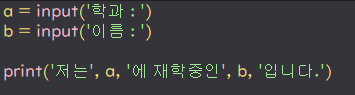 a = input('학과 : ')
b = input('이름 : ')
print('저는', a, '에 재학중인', b, '입니다.')